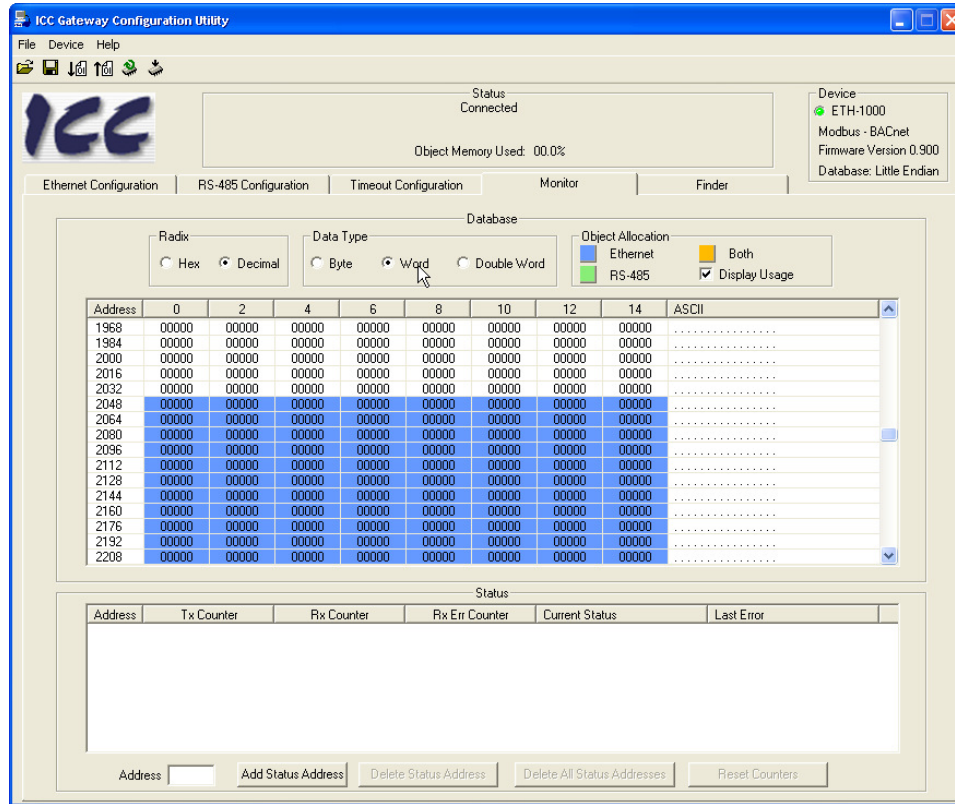 ICC Gateway Configuration Utility
File Device Help
ICC
Status
Connected
Object Memory Used: 00.0%
Device
ETH-1000
Modbus - BACnet
Firmware Version 0.900
Database: Little Endian
Ethernet Configuration RS-485 Configuration Timeout Configuration Monitor Finder
Database
Radix Data Type Object Allocation
Hex Decimal Byte Word Double Word Ethernet Both
RS-485 Display Usage
Address 0 2 4 6 8 10 12 14 ASCII
1968 00000 00000 00000 00000 00000 00000 00000 00000 . . . . . . . . . . . . . . . .
1984 00000 00000 00000 00000 00000 00000 00000 00000 . . . . . . . . . . . . . . . .
2000 00000 00000 00000 00000 00000 00000 00000 00000 . . . . . . . . . . . . . . . .
2016 00000 00000 00000 00000 00000 00000 00000 00000 . . . . . . . . . . . . . . . .
2032 00000 00000 00000 00000 00000 00000 00000 00000 . . . . . . . . . . . . . . . .
2048 00000 00000 00000 00000 00000 00000 00000 00000 . . . . . . . . . . . . . . . .
2064 00000 00000 00000 00000 00000 00000 00000 00000 . . . . . . . . . . . . . . . .
2080 00000 00000 00000 00000 00000 00000 00000 00000 . . . . . . . . . . . . . . . .
2096 00000 00000 00000 00000 00000 00000 00000 00000 . . . . . . . . . . . . . . . .
2112 00000 00000 00000 00000 00000 00000 00000 00000 . . . . . . . . . . . . . . . .
2128 00000 00000 00000 00000 00000 00000 00000 00000 . . . . . . . . . . . . . . . .
2144 00000 00000 00000 00000 00000 00000 00000 00000 . . . . . . . . . . . . . . . .
2160 00000 00000 00000 00000 00000 00000 00000 00000 . . . . . . . . . . . . . . . .
2176 00000 00000 00000 00000 00000 00000 00000 00000 . . . . . . . . . . . . . . . .
2192 00000 00000 00000 00000 00000 00000 00000 00000 . . . . . . . . . . . . . . . .
2208 00000 00000 00000 00000 00000 00000 00000 00000 . . . . . . . . . . . . . . . .
Status
Address Tx Counter Rx Counter Rx Err Counter Current Status Last Error
Address Add Status Address Delete Status Address Delete All Status Addresses Reset Counters